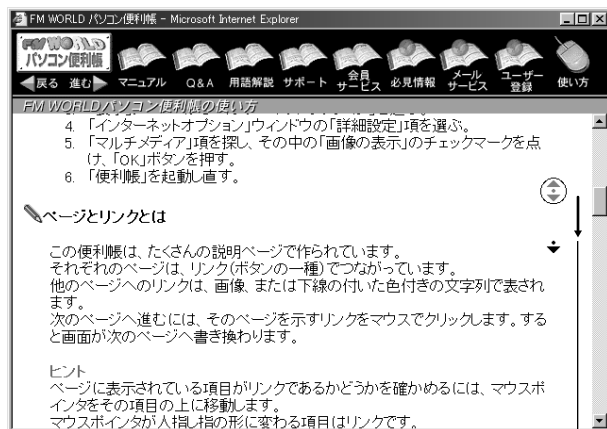 FM WORLD パソコン便利帳 - Microsoft Internet Explorer
FM WORLD
パソコン便利帳
戻る 進む
マニュアル
Q&A
用語解説
サポート
会員
サービス
必見情報
メール
サービス
ユーザー
登録
使い方
FM WORLDパソコン便利帳の使い方
4. 「インターネットオプション」ウィンドウの「詳細設定」項を選ぶ。
5. 「マルチメディア」項を探し、その中の「画像の表示」のチェックマークを点
け、「OK」ボタンを押す。
6. 「便利帳」を起動し直す。
ページとリンクとは
この便利帳は、たくさんの説明ページで作られています。
それぞれのページは、リンク(ボタンの一種)でつながっています。
他のページへのリンクは、画像、または下線の付いた色付きの文字列で表され
ます。
次のページへ進むには、そのページを示すリンクをマウスでクリックします。する
と画面が次のページへ書き換わります。
ヒント
ページに表示されている項目がリンクであるかどうかを確かめるには、マウスポ
インタをその項目の上に移動します。
マウスポインタが人指し指の形に変わる項目はリンクです。